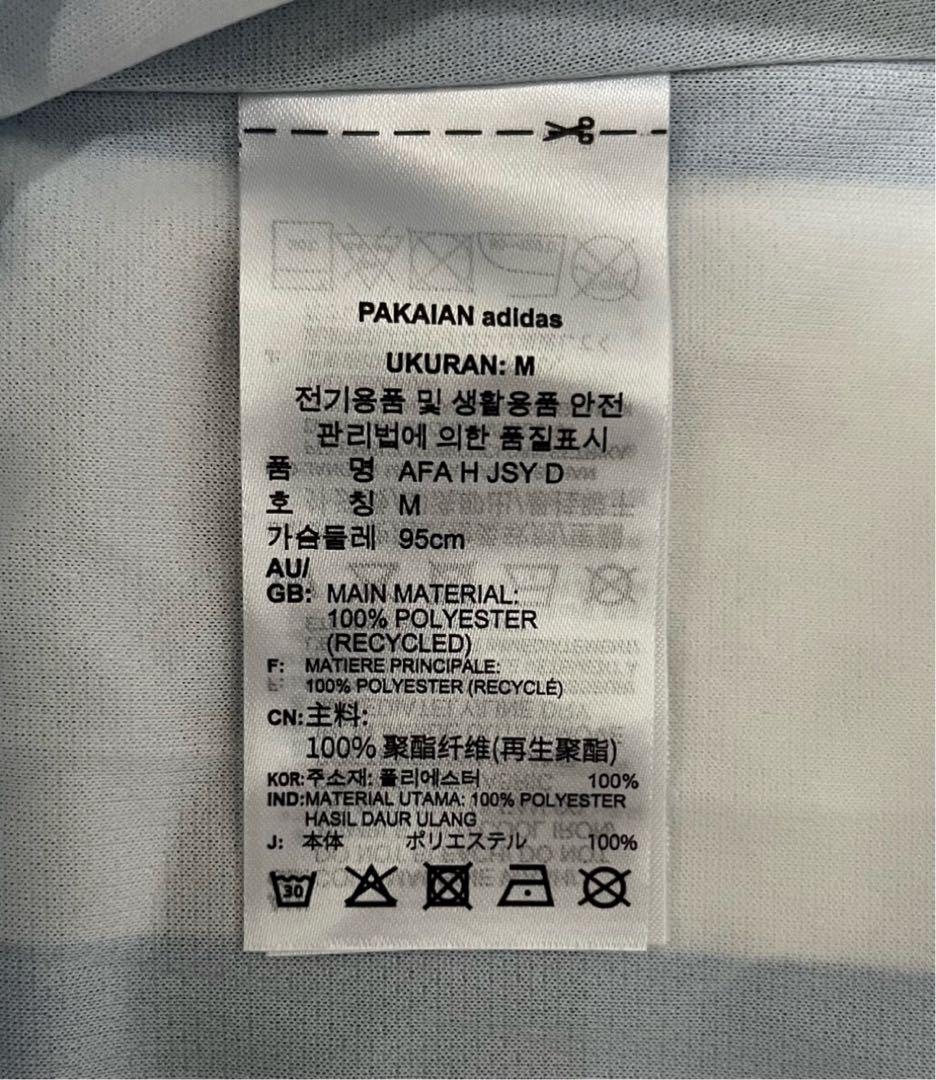 PAKAIAN adidas
UKURAN: M
전기용품 및 생활용품 안전
관리법에 의한 품질표시
품 명 AFA H JSY D
호 칭 M
가슴둘레 95cm
AU/
GB: MAIN MATERIAL:
100% POLYESTER
(RECYCLED)
F: MATIERE PRINCIPALE:
100% POLYESTER (RECYCLÉ)
CN: 主料:
100% 聚酯纤维(再生聚酯)
KOR: 주소재: 폴리에스터 100%
IND: MATERIAL UTAMA: 100% POLYESTER
HASIL DAUR ULANG
J: 本体 ポリエステル 100%
30